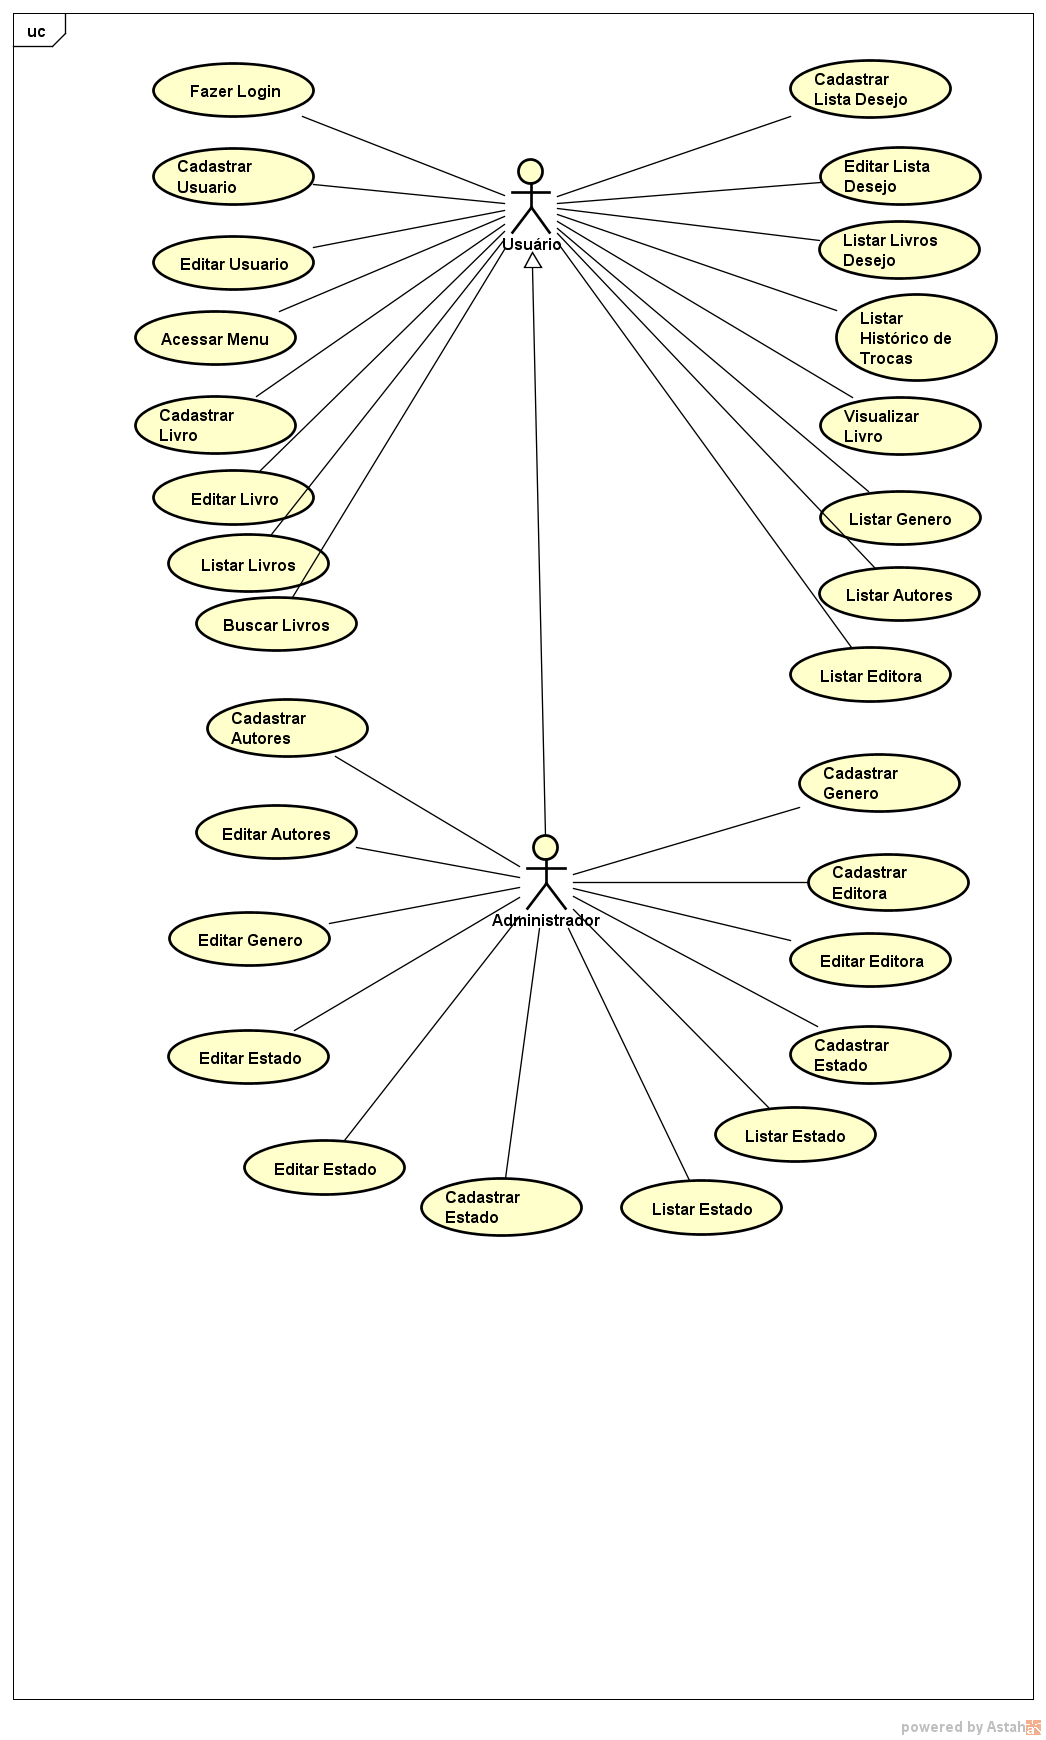 uc
Fazer Login
Cadastrar
Lista Desejo
Cadastrar
Usuario
Editar Lista
Desejo
Usuário
Editar Usuario
Listar Livros
Desejo
Acessar Menu
Listar
Histórico de
Trocas
Cadastrar
Livro
Visualizar
Livro
Editar Livro
Listar Genero
Listar Livros
Listar Autores
Buscar Livros
Listar Editora
Cadastrar
Autores
Cadastrar
Genero
Editar Autores
Cadastrar
Editora
Administrador
Editar Genero
Editar Editora
Editar Estado
Cadastrar
Estado
Listar Estado
Editar Estado
Cadastrar
Estado
Listar Estado
powered by Astah